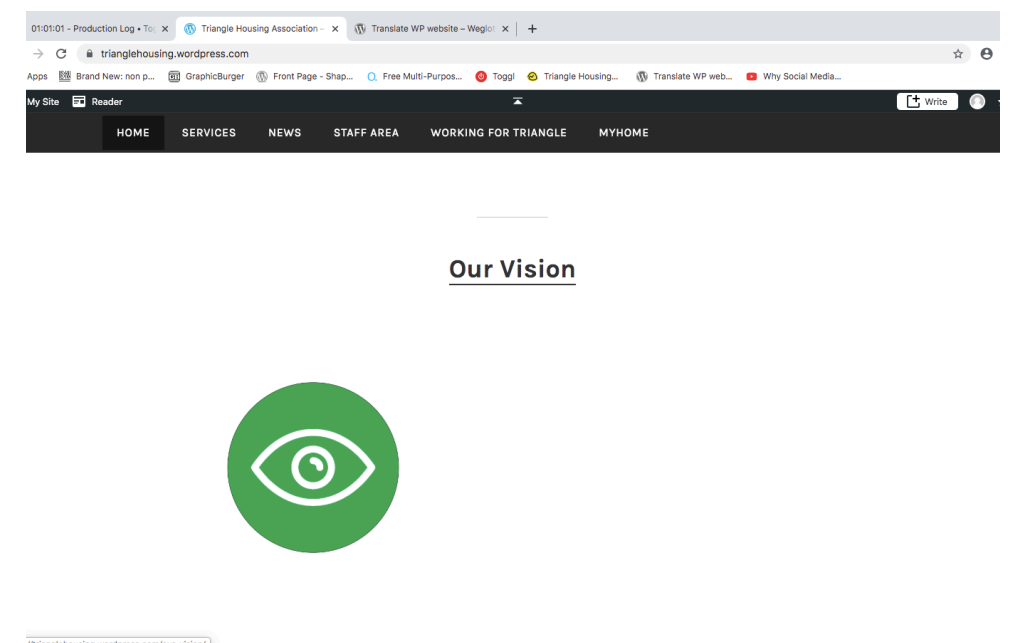 01:01:01 - Production Log • Tog
Triangle Housing Association –
Translate WP website – Weglot
trianglehousing.wordpress.com
Apps Brand New: non p... GraphicBurger Front Page - Shap... Free Multi-Purpos... Toggl Triangle Housing... Translate WP web... Why Social Media...
My Site Reader Write
HOME SERVICES NEWS STAFF AREA WORKING FOR TRIANGLE MYHOME
Our Vision